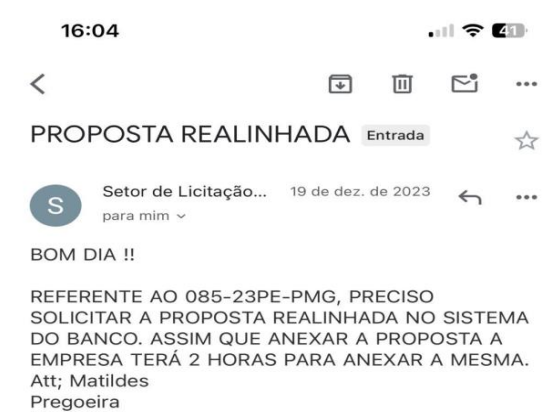 16:04
41
PROPOSTA REALINHADA Entrada
S
Setor de Licitação... 19 de dez. de 2023
para mim
BOM DIA !!
REFERENTE AO 085-23PE-PMG, PRECISO
SOLICITAR A PROPOSTA REALINHADA NO SISTEMA
DO BANCO. ASSIM QUE ANEXAR A PROPOSTA A
EMPRESA TERÁ 2 HORAS PARA ANEXAR A MESMA.
Att; Matildes
Pregoeira